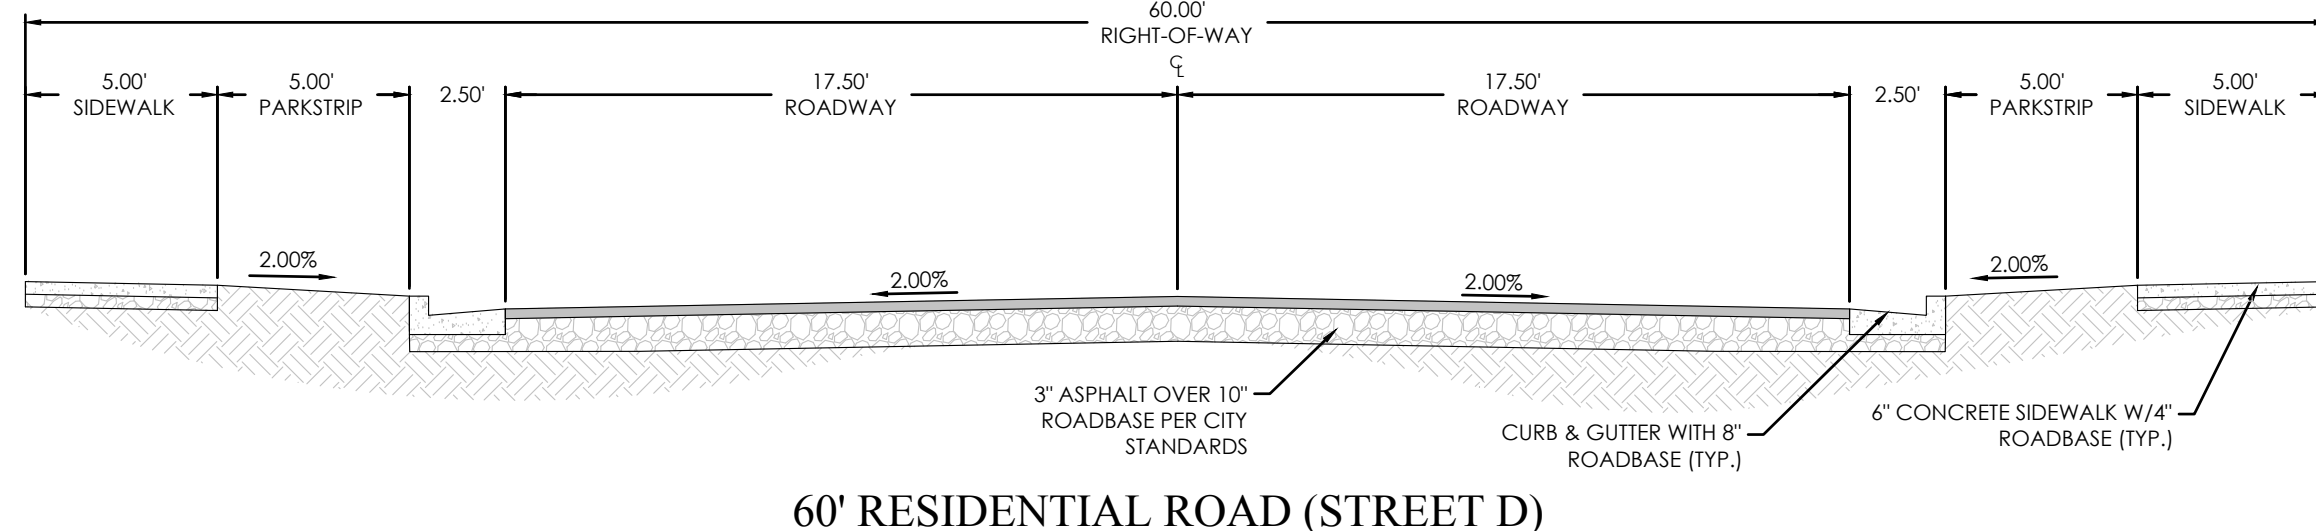 60.00'
RIGHT-OF-WAY
℄
5.00'
SIDEWALK
5.00'
PARKSTRIP
2.50'
17.50'
ROADWAY
17.50'
ROADWAY
2.50'
5.00'
PARKSTRIP
5.00'
SIDEWALK
2.00%
2.00%
2.00%
2.00%
3" ASPHALT OVER 10"
ROADBASE PER CITY
STANDARDS
CURB & GUTTER WITH 8"
ROADBASE (TYP.)
6" CONCRETE SIDEWALK W/4"
ROADBASE (TYP.)
60' RESIDENTIAL ROAD (STREET D)